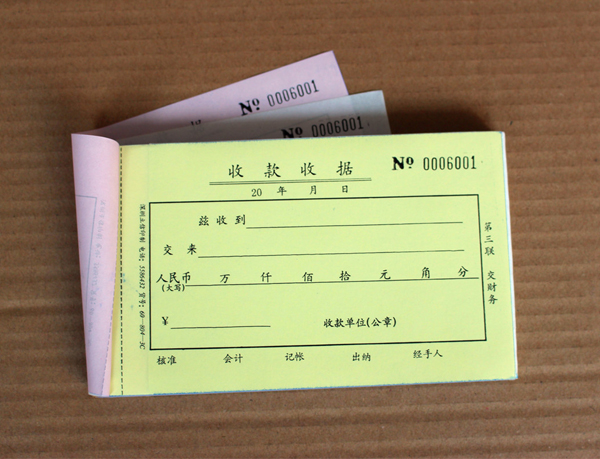 Nº 0006001
Nº 0006001
收款收据
Nº 0006001
20 年 月 日
兹收到
交来
人民币 万 仟 佰 拾 元 角 分
(大写)
¥ 收款单位(公章)
核准 会计 记帐 出纳 经手人
第三联 交财务